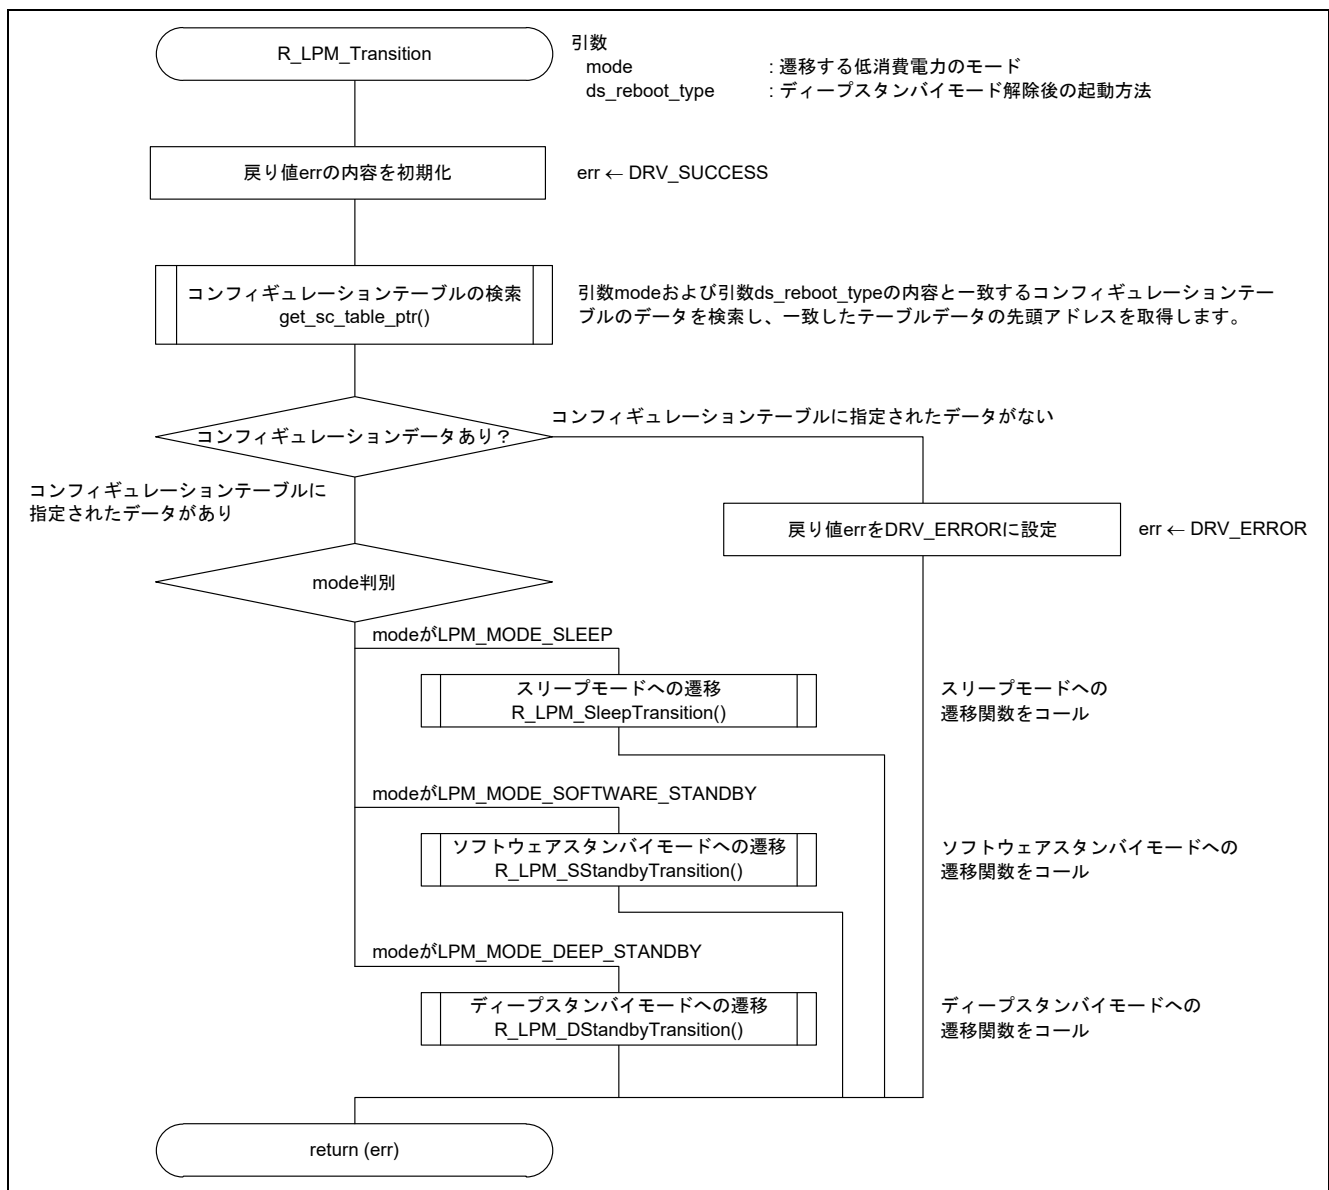 R_LPM_Transition
引数
mode : 遷移する低消費電力のモード
ds_reboot_type : ディープスタンバイモード解除後の起動方法
戻り値errの内容を初期化
err ← DRV_SUCCESS
コンフィギュレーションテーブルの検索
get_sc_table_ptr()
引数modeおよび引数ds_reboot_typeの内容と一致するコンフィギュレーションテー
ブルのデータを検索し、一致したテーブルデータの先頭アドレスを取得します。
コンフィギュレーションデータあり？
コンフィギュレーションテーブルに指定されたデータがない
コンフィギュレーションテーブルに
指定されたデータがあり
戻り値errをDRV_ERRORに設定
err ← DRV_ERROR
mode判別
modeがLPM_MODE_SLEEP
スリープモードへの遷移
R_LPM_SleepTransition()
スリープモードへの
遷移関数をコール
modeがLPM_MODE_SOFTWARE_STANDBY
ソフトウェアスタンバイモードへの遷移
R_LPM_SStandbyTransition()
ソフトウェアスタンバイモードへの
遷移関数をコール
modeがLPM_MODE_DEEP_STANDBY
ディープスタンバイモードへの遷移
R_LPM_DStandbyTransition()
ディープスタンバイモードへの
遷移関数をコール
return (err)